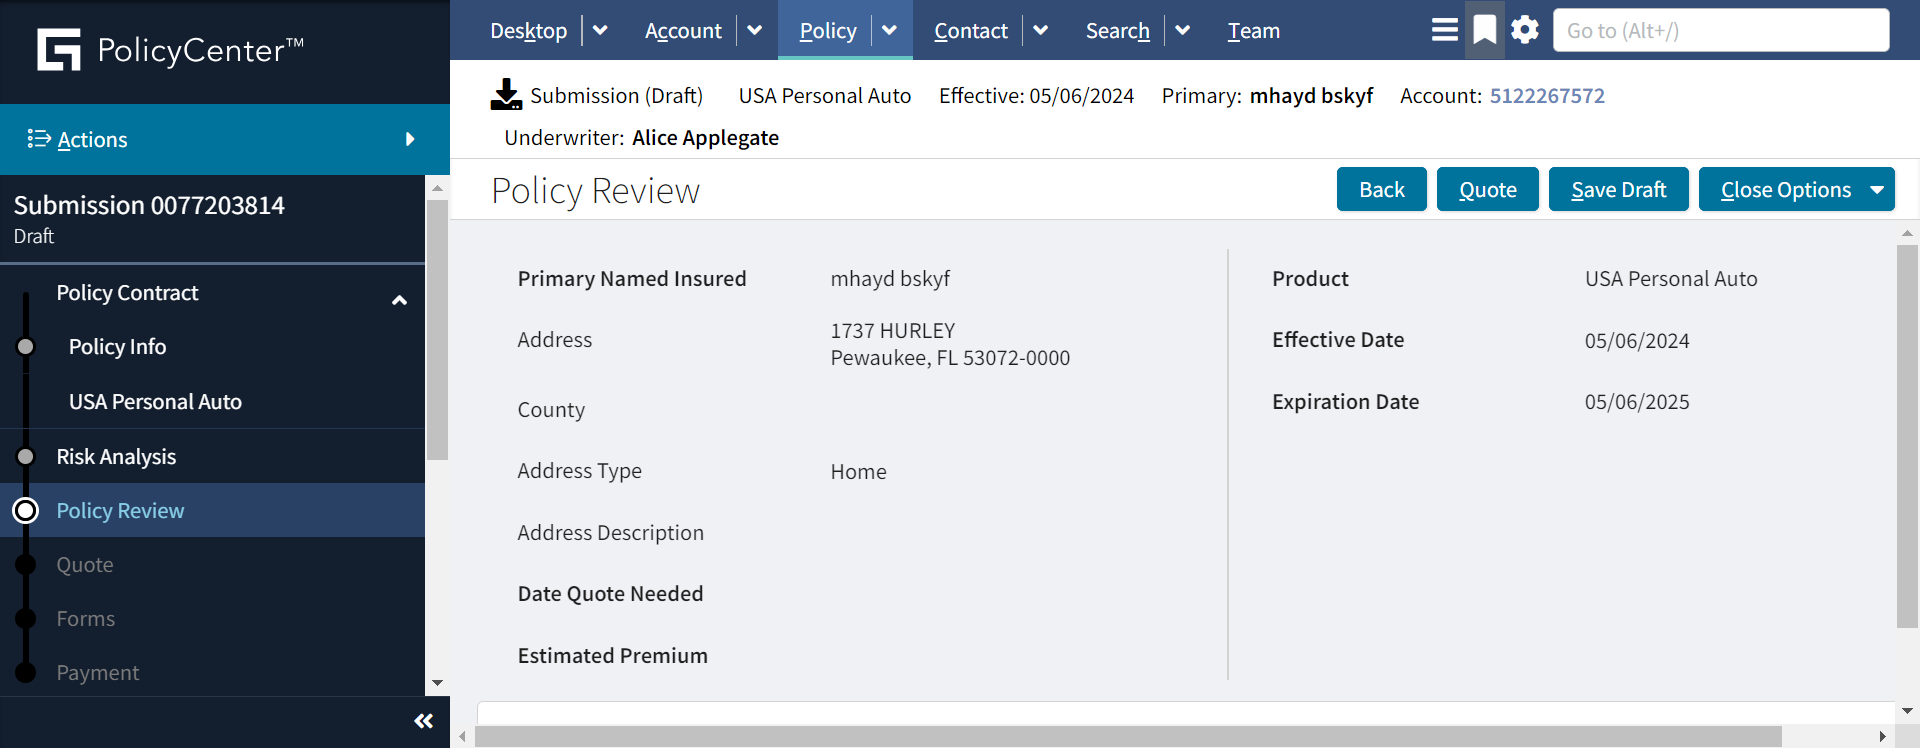 PolicyCenter™
Desktop
Account
Policy
Contact
Search
Team
Go to (Alt+/)
Actions
Submission (Draft) USA Personal Auto Effective: 05/06/2024 Primary: mhayd bskyf Account: 5122267572
Underwriter: Alice Applegate
Submission 0077203814
Draft
Policy Contract
Policy Info
USA Personal Auto
Risk Analysis
Policy Review
Quote
Forms
Payment
Policy Review
Back
Quote
Save Draft
Close Options
Primary Named Insured mhayd bskyf
Address 1737 HURLEY
Pewaukee, FL 53072-0000
County
Address Type Home
Address Description
Date Quote Needed
Estimated Premium
Product USA Personal Auto
Effective Date 05/06/2024
Expiration Date 05/06/2025